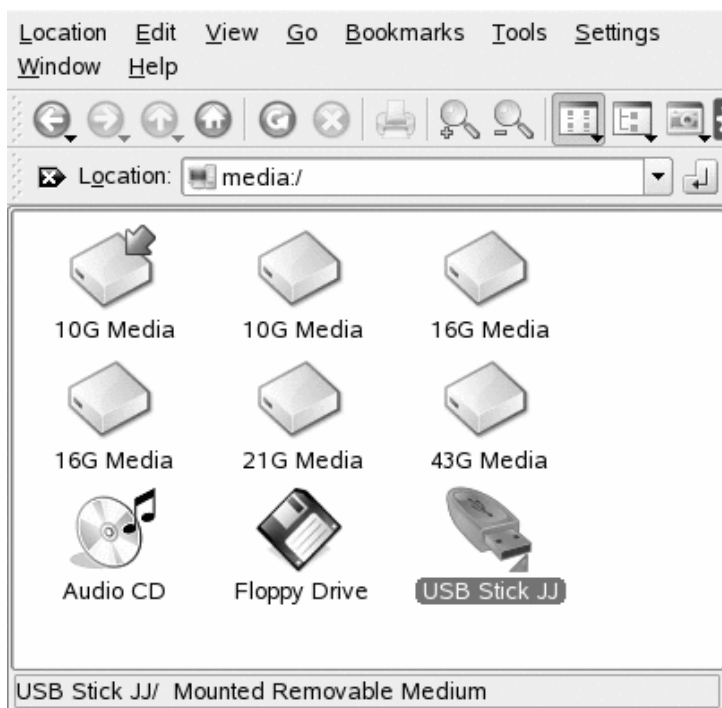 Location Edit View Go Bookmarks Tools Settings
Window Help
Location: media:/
10G Media 10G Media 16G Media
16G Media 21G Media 43G Media
Audio CD Floppy Drive USB Stick JJ
USB Stick JJ/ Mounted Removable Medium